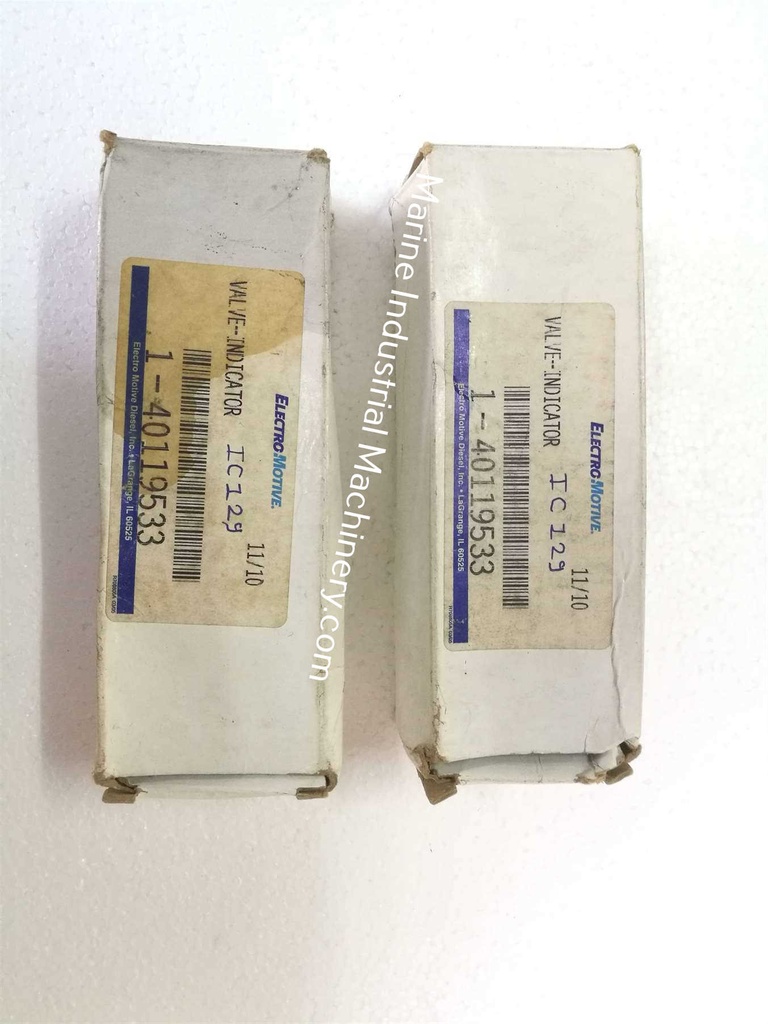 ELECTRO-MOTIVE
11/10
VALVE--INDICATOR IC129
1--40119533
Electro Motive Diesel, Inc. • LaGrange, IL 60525
Marine Industrial Machinery.com
ELECTRO-MOTIVE
11/10
VALVE--INDICATOR IC129
1--40119533
Electro Motive Diesel, Inc. • LaGrange, IL 60525